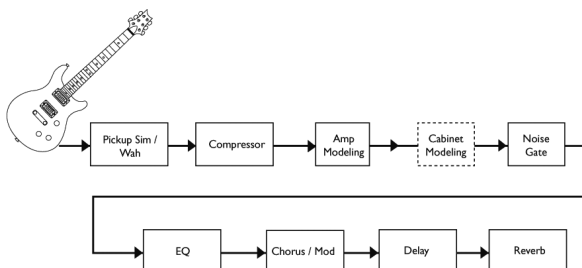 Pickup Sim /
Wah
Compressor
Amp
Modeling
Cabinet
Modeling
Noise
Gate
EQ
Chorus / Mod
Delay
Reverb